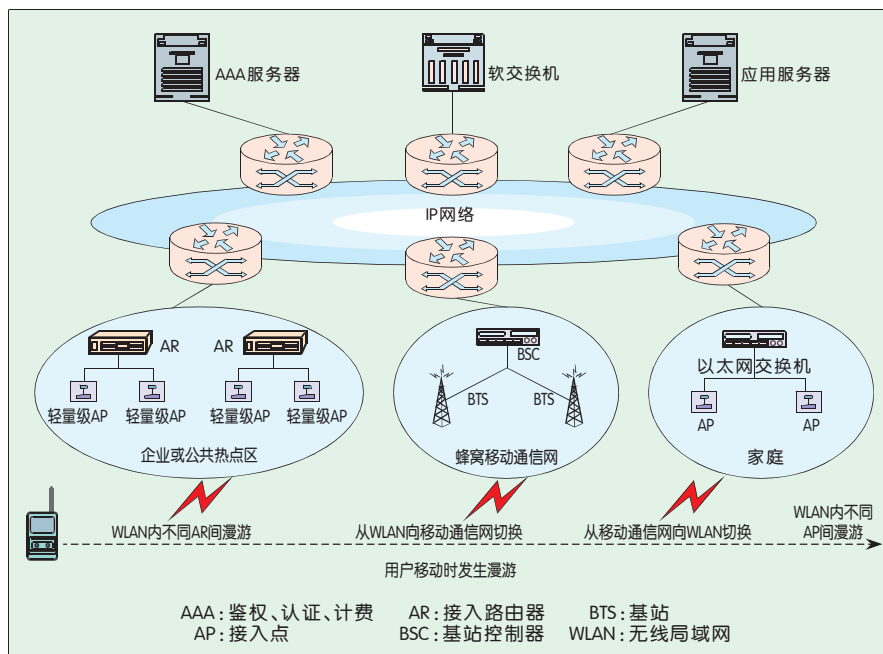 AAA服务器
软交换机
应用服务器
IP网络
AR
AR
轻量级AP
轻量级AP
轻量级AP
轻量级AP
企业或公共热点区
BSC
BTS
BTS
蜂窝移动通信网
以太网交换机
AP
AP
家庭
WLAN内不同AR间漫游
从WLAN向移动通信网切换
从移动通信网向WLAN切换
WLAN内不同
AP间漫游
用户移动时发生漫游
AAA：鉴权、认证、计费 AR：接入路由器 BTS：基站
AP：接入点 BSC：基站控制器 WLAN：无线局域网